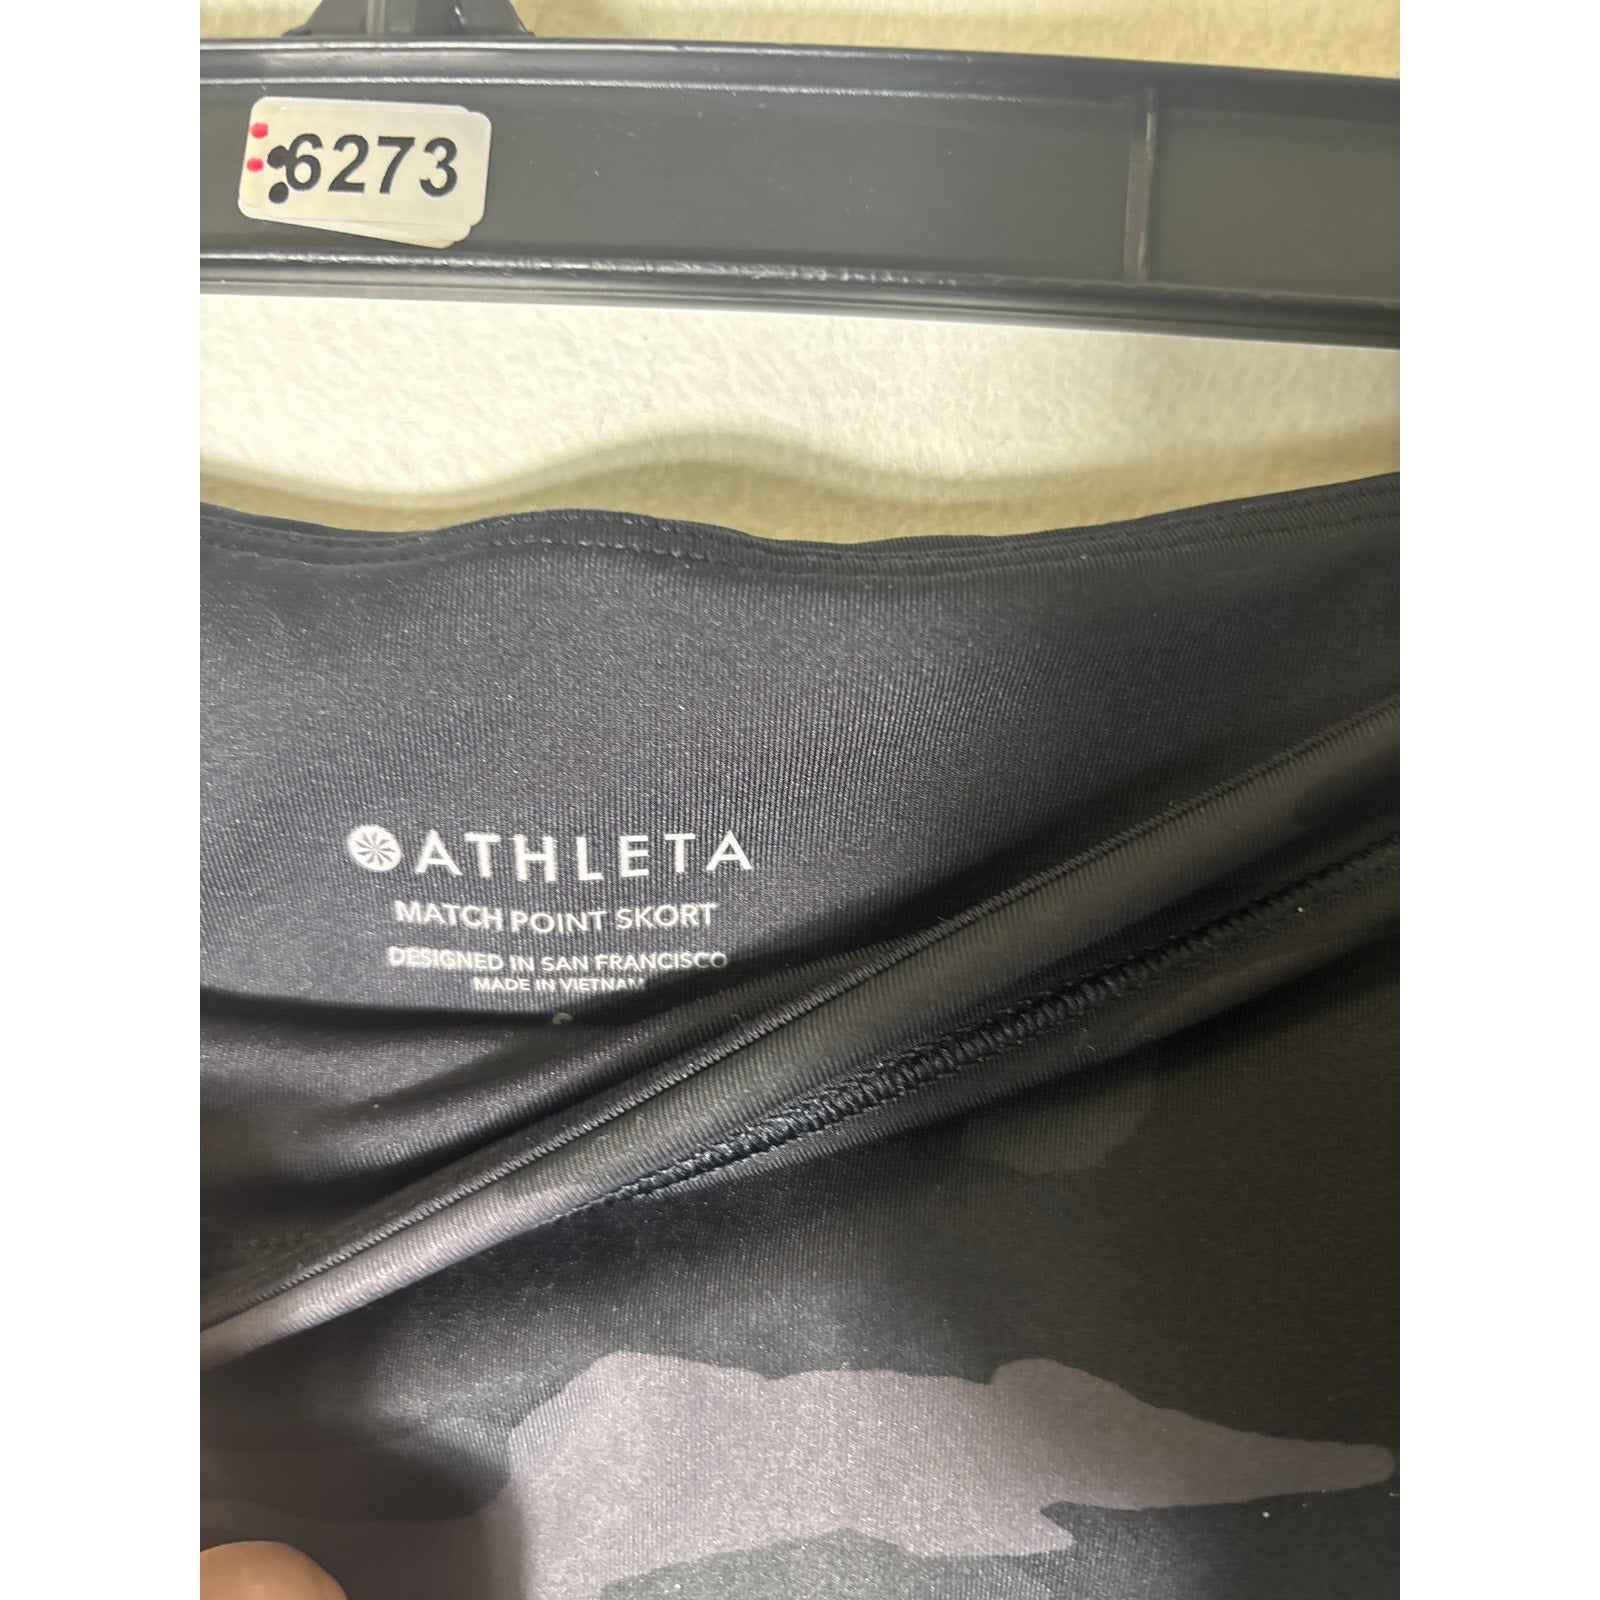 6273
ATHLETA
MATCH POINT SKORT
DESIGNED IN SAN FRANCISCO
MADE IN VIETNAM